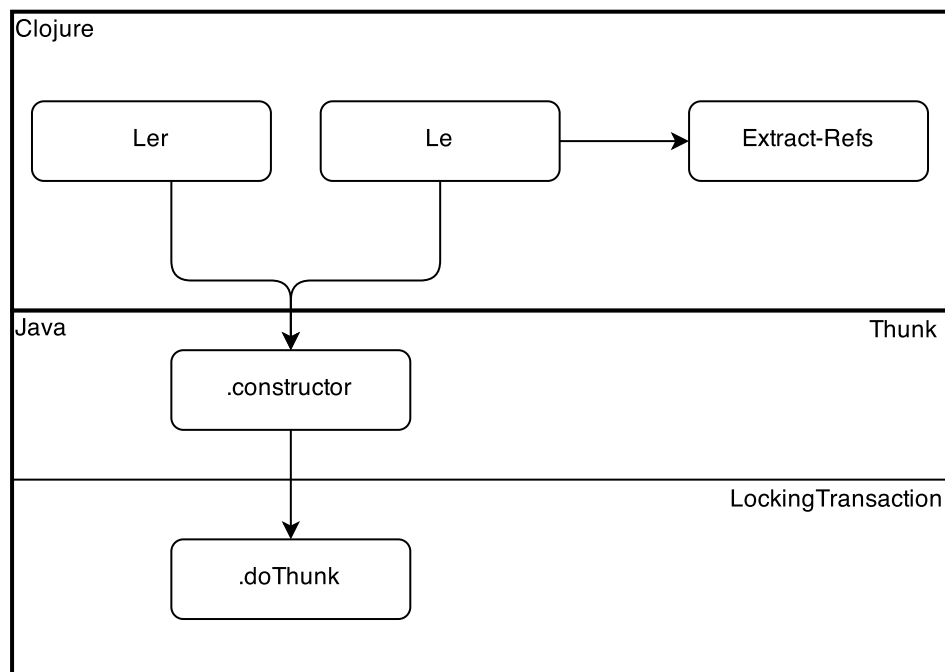 Clojure
Ler
Le
Extract-Refs
Java
Thunk
.constructor
LockingTransaction
.doThunk